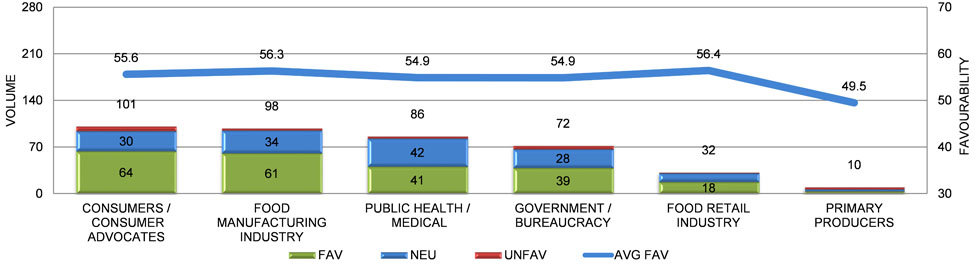 280
210
140
70
0
VOLUME
70
60
50
40
30
FAVOURABILITY
55.6
56.3
54.9
54.9
56.4
49.5
101
98
86
72
32
10
30
34
42
28
64
61
41
39
18
CONSUMERS /
CONSUMER
ADVOCATES
FOOD
MANUFACTURING
INDUSTRY
PUBLIC HEALTH /
MEDICAL
GOVERNMENT /
BUREAUCRACY
FOOD RETAIL
INDUSTRY
PRIMARY
PRODUCERS
FAV
NEU
UNFAV
AVG FAV